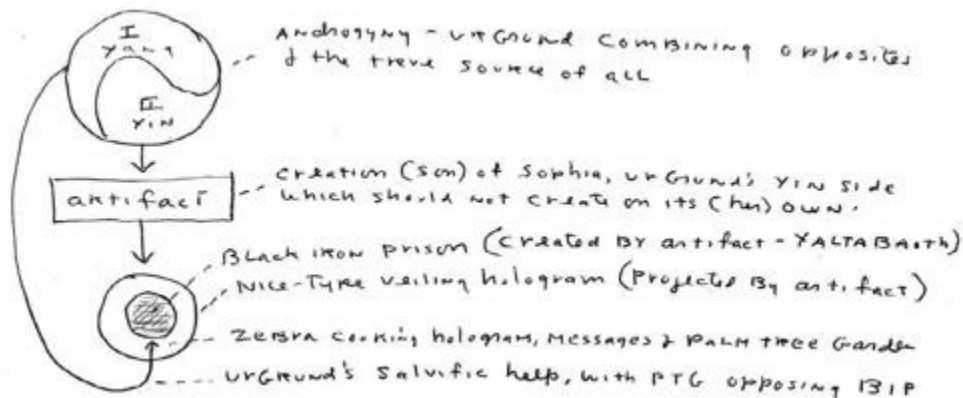 I
yang
II
YIN
Androgyny - urGrund combining opposites
& the treue source of all
antifact
creation (son) of Sophia, urGrund's yin side
which should not create on its (her) own.
Black iron prison (created by artifact - YALTABAOTH)
Nice-type veiling hologram (projected by antifact)
Zebra cooking hologram, messages & Palm Tree Garden
urGrund's salvific help, with PTG opposing BIP